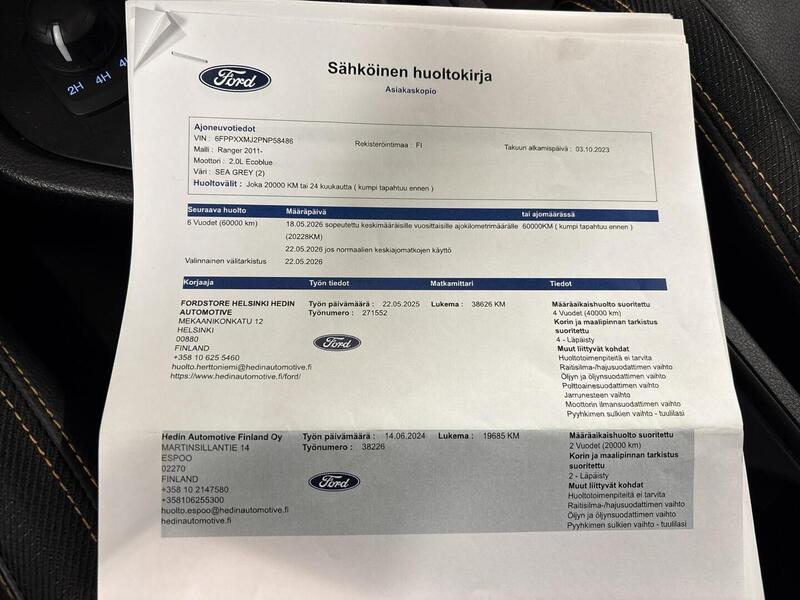 2H 4H 4
Ford
Sähköinen huoltokirja
Asiakaskopio
Ajoneuvotiedot
VIN : 6FPPXXMJ2PNP58486 Rekisteröintimaa : FI Takuun alkamispäivä : 03.10.2023
Malli : Ranger 2011-
Moottori : 2.0L Ecoblue
Väri : SEA GREY (2)
Huoltovälit : Joka 20000 KM tai 24 kuukautta ( kumpi tapahtuu ennen )
Seuraava huolto Määräpäivä tai ajomäärässä
6 Vuodet (60000 km) 18.05.2026 sopeutettu keskimääräisille vuosittaisille ajokilometrimäärälle 60000KM ( kumpi tapahtuu ennen )
(20228KM)
22.05.2026 jos normaalien keskiajomatkojen käyttö
Valinnainen välitarkistus 22.05.2026
Korjaaja Työn tiedot Matkamittari Tiedot
FORDSTORE HELSINKI HEDIN AUTOMOTIVE
MEKAANIKONKATU 12
HELSINKI
00880
FINLAND
+358 10 625 5460
huolto.herttoniemi@hedinautomotive.fi
https://www.hedinautomotive.fi/ford/
Työn päivämäärä : 22.05.2025 Lukema : 38626 KM
Työnumero : 271552
Ford
Määräaikaishuolto suoritettu
4 Vuodet (40000 km)
Korin ja maalipinnan tarkistus
suoritettu
4 - Läpäisty
Muut liittyvät kohdat
Huoltotoimenpiteitä ei tarvita
Raitisilma-/hajusuodattimen vaihto
Öljyn ja öljynsuodattimen vaihto
Polttoainesuodattimen vaihto
Jarrunesteen vaihto
Moottorin ilmansuodattimen vaihto
Pyyhkimen sulkien vaihto - tuulilasi
Hedin Automotive Finland Oy
MARTINSILLANTIE 14
ESPOO
02270
FINLAND
+358 10 2147580
+358106255300
huolto.espoo@hedinautomotive.fi
hedinautomotive.fi
Työn päivämäärä : 14.06.2024 Lukema : 19685 KM
Työnumero : 38226
Ford
Määräaikaishuolto suoritettu
2 Vuodet (20000 km)
Korin ja maalipinnan tarkistus
suoritettu
2 - Läpäisty
Muut liittyvät kohdat
Huoltotoimenpiteitä ei tarvita
Raitisilma-/hajusuodattimen vaihto
Öljyn ja öljynsuodattimen vaihto
Pyyhkimen sulkien vaihto - tuulilasi